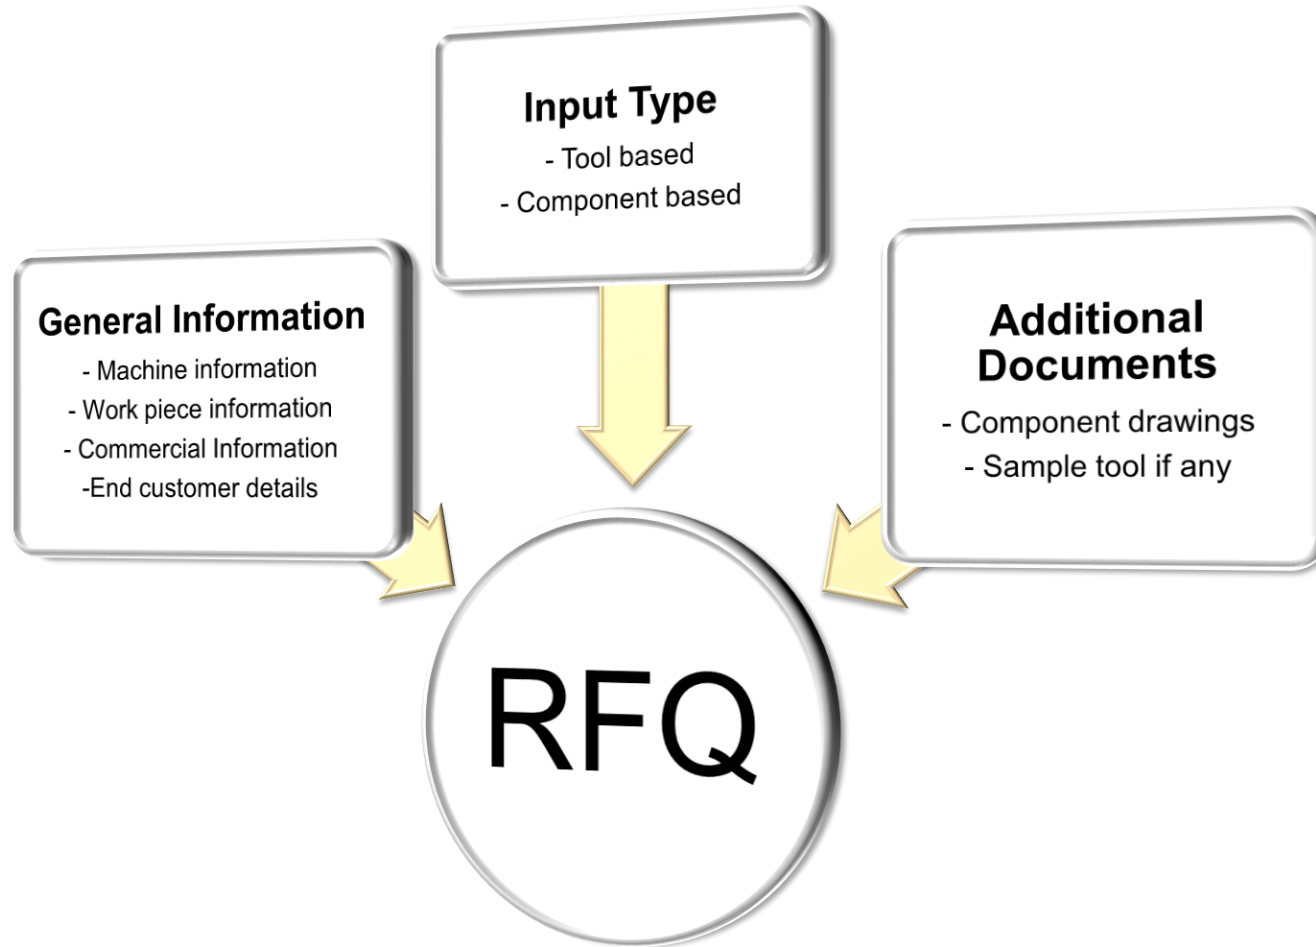 Input Type
- Tool based
- Component based
General Information
- Machine information
- Work piece information
- Commercial Information
-End customer details
Additional
Documents
- Component drawings
- Sample tool if any
RFQ